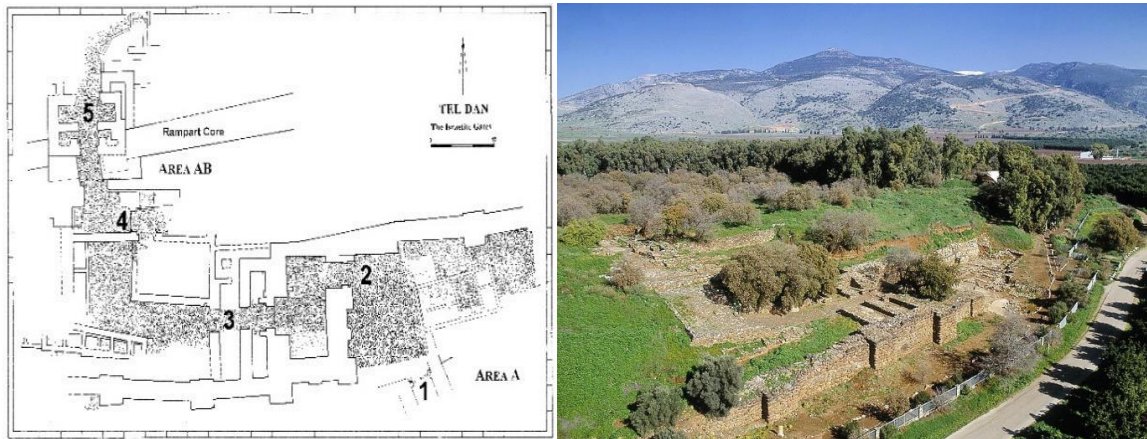 5
Rampart Core
TEL DAN
The Israelite Gates
AREA AB
4
2
3
AREA A
1